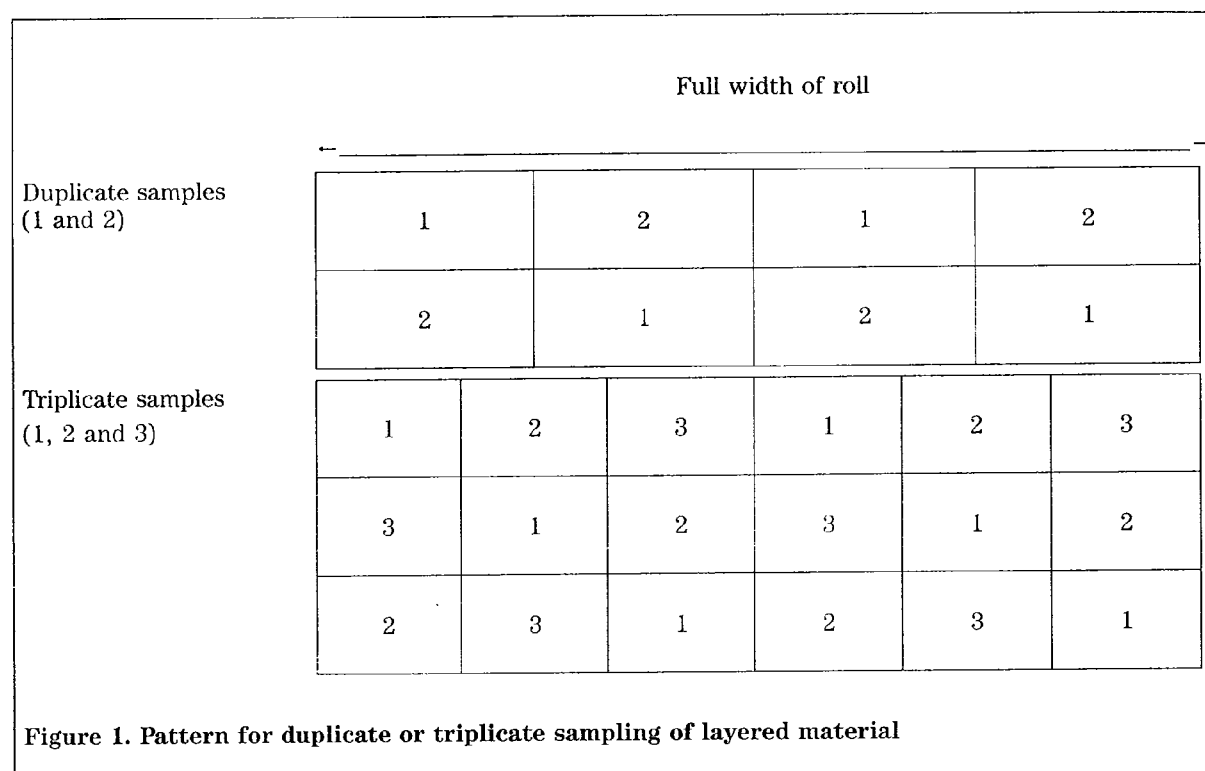 Full width of roll
Duplicate samples
(1 and 2)
1 2 1 2
2 1 2 1
Triplicate samples
(1, 2 and 3)
1 2 3 1 2 3
3 1 2 3 1 2
2 3 1 2 3 1
Figure 1. Pattern for duplicate or triplicate sampling of layered material